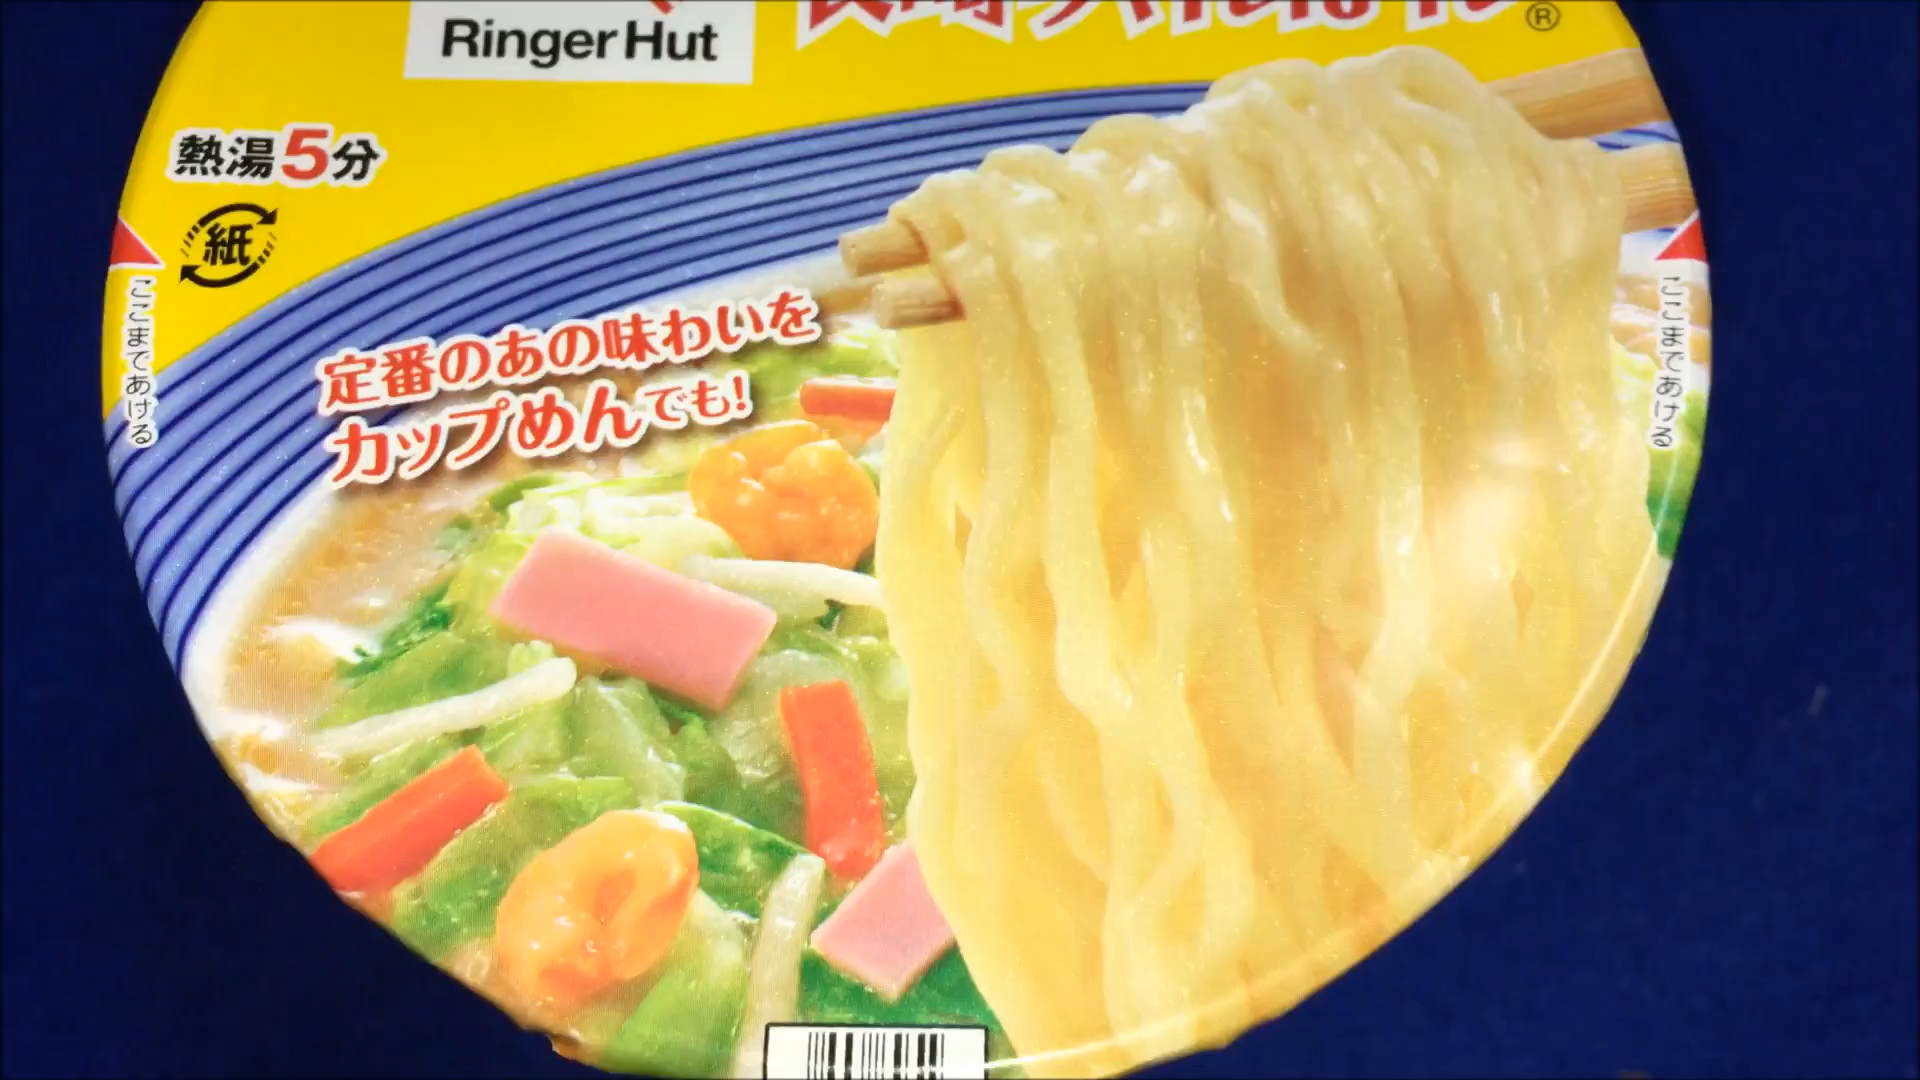 Ringer Hut
®
熱湯5分
紙
ここまであける
ここまであける
定番のあの味わいを
カップめんでも!